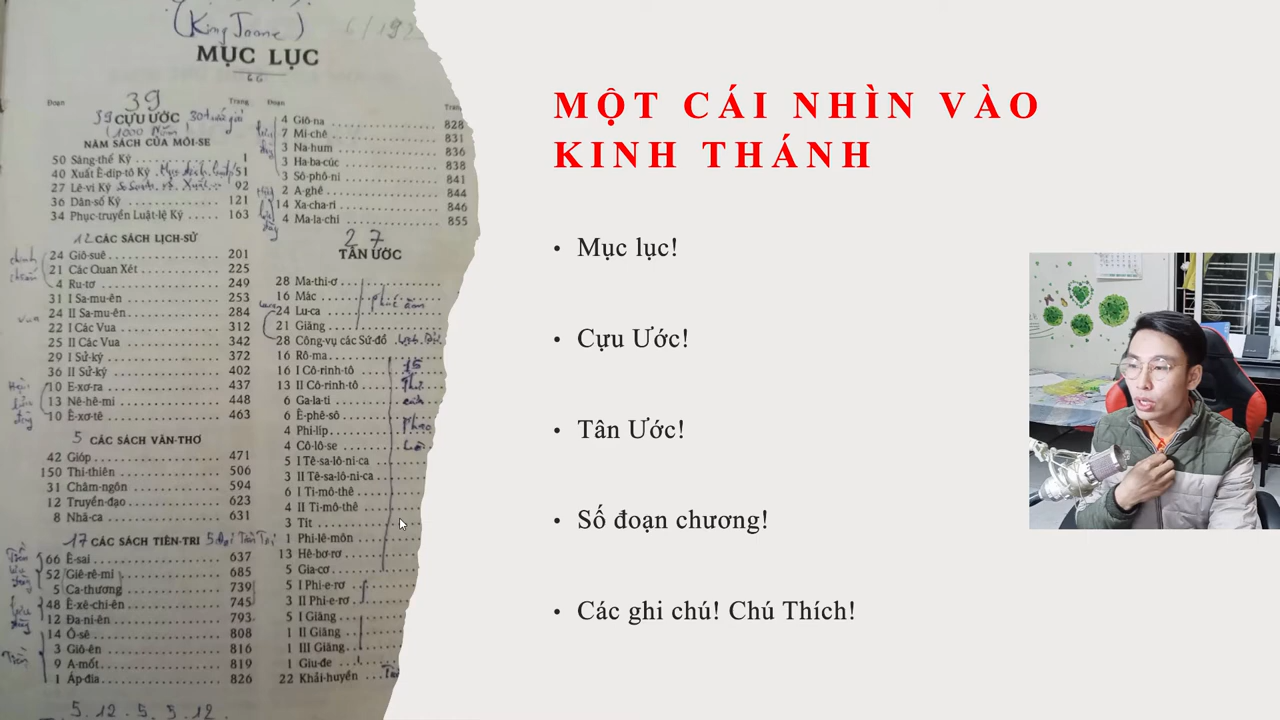 (King Jaane)
MỤC LỤC
66
Đoạn Trang
39
39 CỰU ƯỚC
(1000 Năm)
NĂM SÁCH CỦA MÔI-SE
50 Sáng-thế Ký 1
40 Xuất Ê-díp-tô Ký 51
27 Lê-vi Ký 92
36 Dân-số Ký 121
34 Phục-truyền Luật-lệ Ký 163
12 CÁC SÁCH LỊCH-SỬ
24 Giô-suê 201
21 Các Quan Xét 225
4 Ru-tơ 249
31 I Sa-mu-ên 253
24 II Sa-mu-ên 284
22 I Các Vua 312
25 II Các Vua 342
29 I Sử-ký 372
36 II Sử-ký 402
10 E-xơ-ra 437
13 Nê-hê-mi 448
10 Ê-xơ-tê 463
5 CÁC SÁCH VĂN-THƠ
42 Gióp 471
150 Thi-thiên 506
31 Châm-ngôn 594
12 Truyền-đạo 623
8 Nhã-ca 631
17 CÁC SÁCH TIÊN-TRI
66 Ê-sai 637
52 Giê-rê-mi 685
5 Ca-thương 739
48 Ê-xê-chi-ên 745
12 Đa-ni-ên 793
14 Ô-sê 808
3 Giô-ên 816
9 A-mốt 819
1 Áp-đia 826
5.12.5.5.12.
Đoạn Trang
4 Giô-na 828
7 Mi-chê 831
3 Na-hum 836
3 Ha-ba-cúc 838
3 Sô-phô-ni 841
2 A-ghê 844
14 Xa-cha-ri 846
4 Ma-la-chi 855
27
TÂN ƯỚC
28 Ma-thi-ơ
16 Mác
24 Lu-ca
21 Giăng
28 Công-vụ các Sứ-đồ
16 Rô-ma
16 I Cô-rinh-tô
13 II Cô-rinh-tô
6 Ga-la-ti
6 Ê-phê-sô
4 Phi-líp
4 Cô-lô-se
5 I Tê-sa-lô-ni-ca
3 II Tê-sa-lô-ni-ca
6 I Ti-mô-thê
4 II Ti-mô-thê
3 Tít
1 Phi-lê-môn
13 Hê-bơ-rơ
5 Gia-cơ
5 I Phi-e-rơ
3 II Phi-e-rơ
5 I Giăng
1 II Giăng
1 III Giăng
1 Giu-đe
22 Khải-huyền
MỘT CÁI NHÌN VÀO
KINH THÁNH
• Mục lục!
• Cựu Ước!
• Tân Ước!
• Số đoạn chương!
• Các ghi chú! Chú Thích!